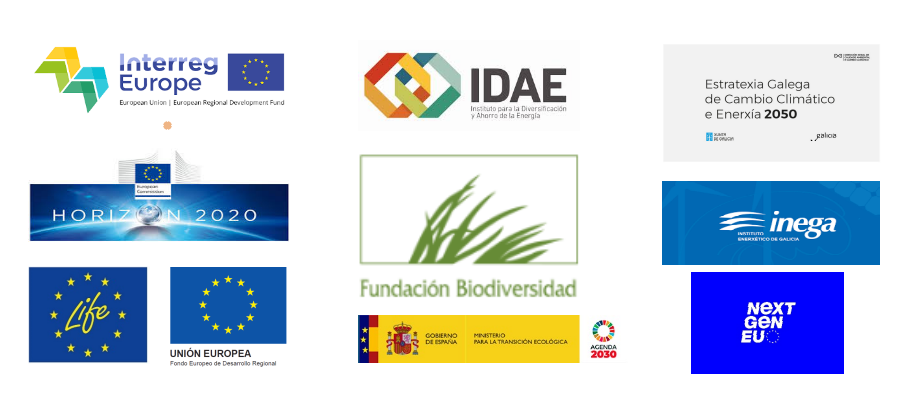 Interreg
Europe
European Union | European Regional Development Fund
European
Commission
HORIZON 2020
Life
UNIÓN EUROPEA
Fondo Europeo de Desarrollo Regional
IDAE
Instituto para la Diversificación
y Ahorro de la Energía
Fundación Biodiversidad
GOBIERNO
DE ESPAÑA
MINISTERIO
PARA LA TRANSICIÓN ECOLÓGICA
AGENDA
2030
Estratexia Galega
de Cambio Climático
e Enerxía 2050
XUNTA
DE GALICIA
galicia
inega
INSTITUTO
ENERXÉTICO DE GALICIA
NEXT
GEN
EU